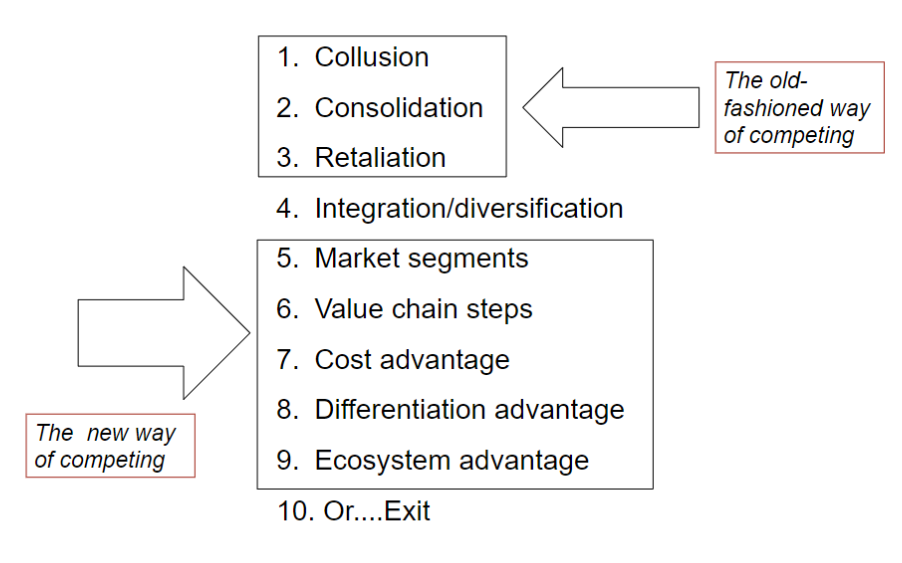 1. Collusion
2. Consolidation
3. Retaliation
The old-
fashioned way
of competing
4. Integration/diversification
5. Market segments
6. Value chain steps
7. Cost advantage
8. Differentiation advantage
9. Ecosystem advantage
The new way
of competing
10. Or....Exit